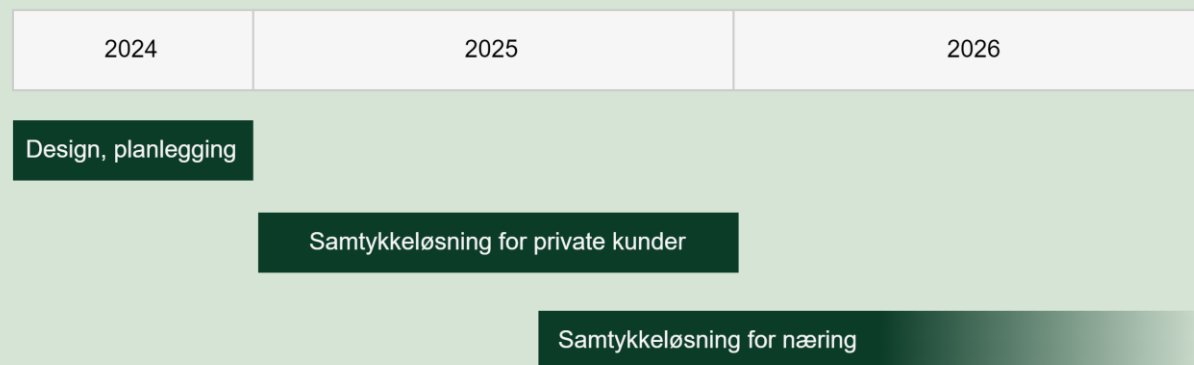 2024 2025 2026
Design, planlegging
Samtykkeløsning for private kunder
Samtykkeløsning for næring